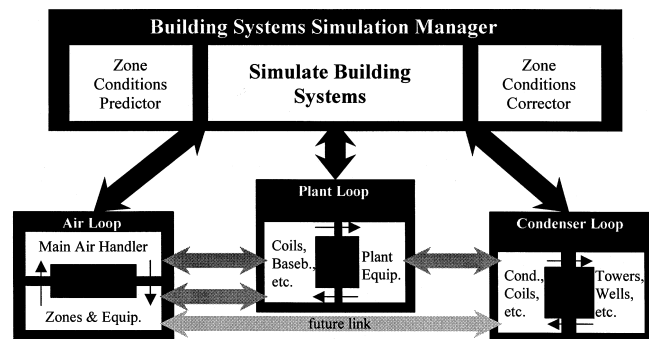 Building Systems Simulation Manager
Zone
Conditions
Predictor
Simulate Building
Systems
Zone
Conditions
Corrector
Air Loop
Main Air Handler
Zones & Equip.
Plant Loop
Coils,
Baseb.,
etc.
Plant
Equip.
Condenser Loop
Cond.,
Coils,
etc.
Towers,
Wells,
etc.
future link